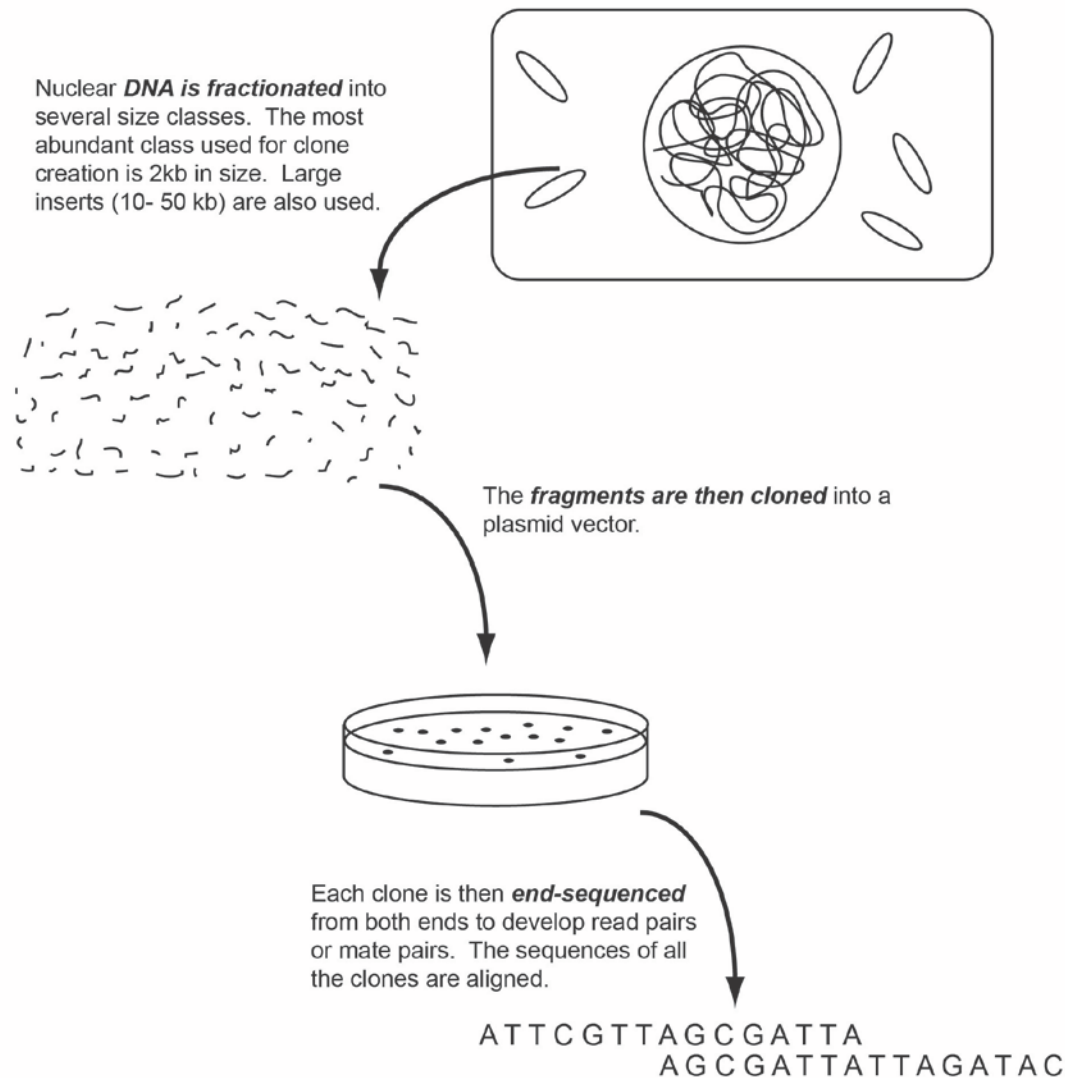 Nuclear DNA is fractionated into
several size classes.  The most
abundant class used for clone
creation is 2kb in size.  Large
inserts (10- 50 kb) are also used.
The fragments are then cloned into a
plasmid vector.
Each clone is then end-sequenced
from both ends to develop read pairs
or mate pairs.  The sequences of all
the clones are aligned.
ATTCGTTAGCGATTA
AGCGATTATTAGATAC